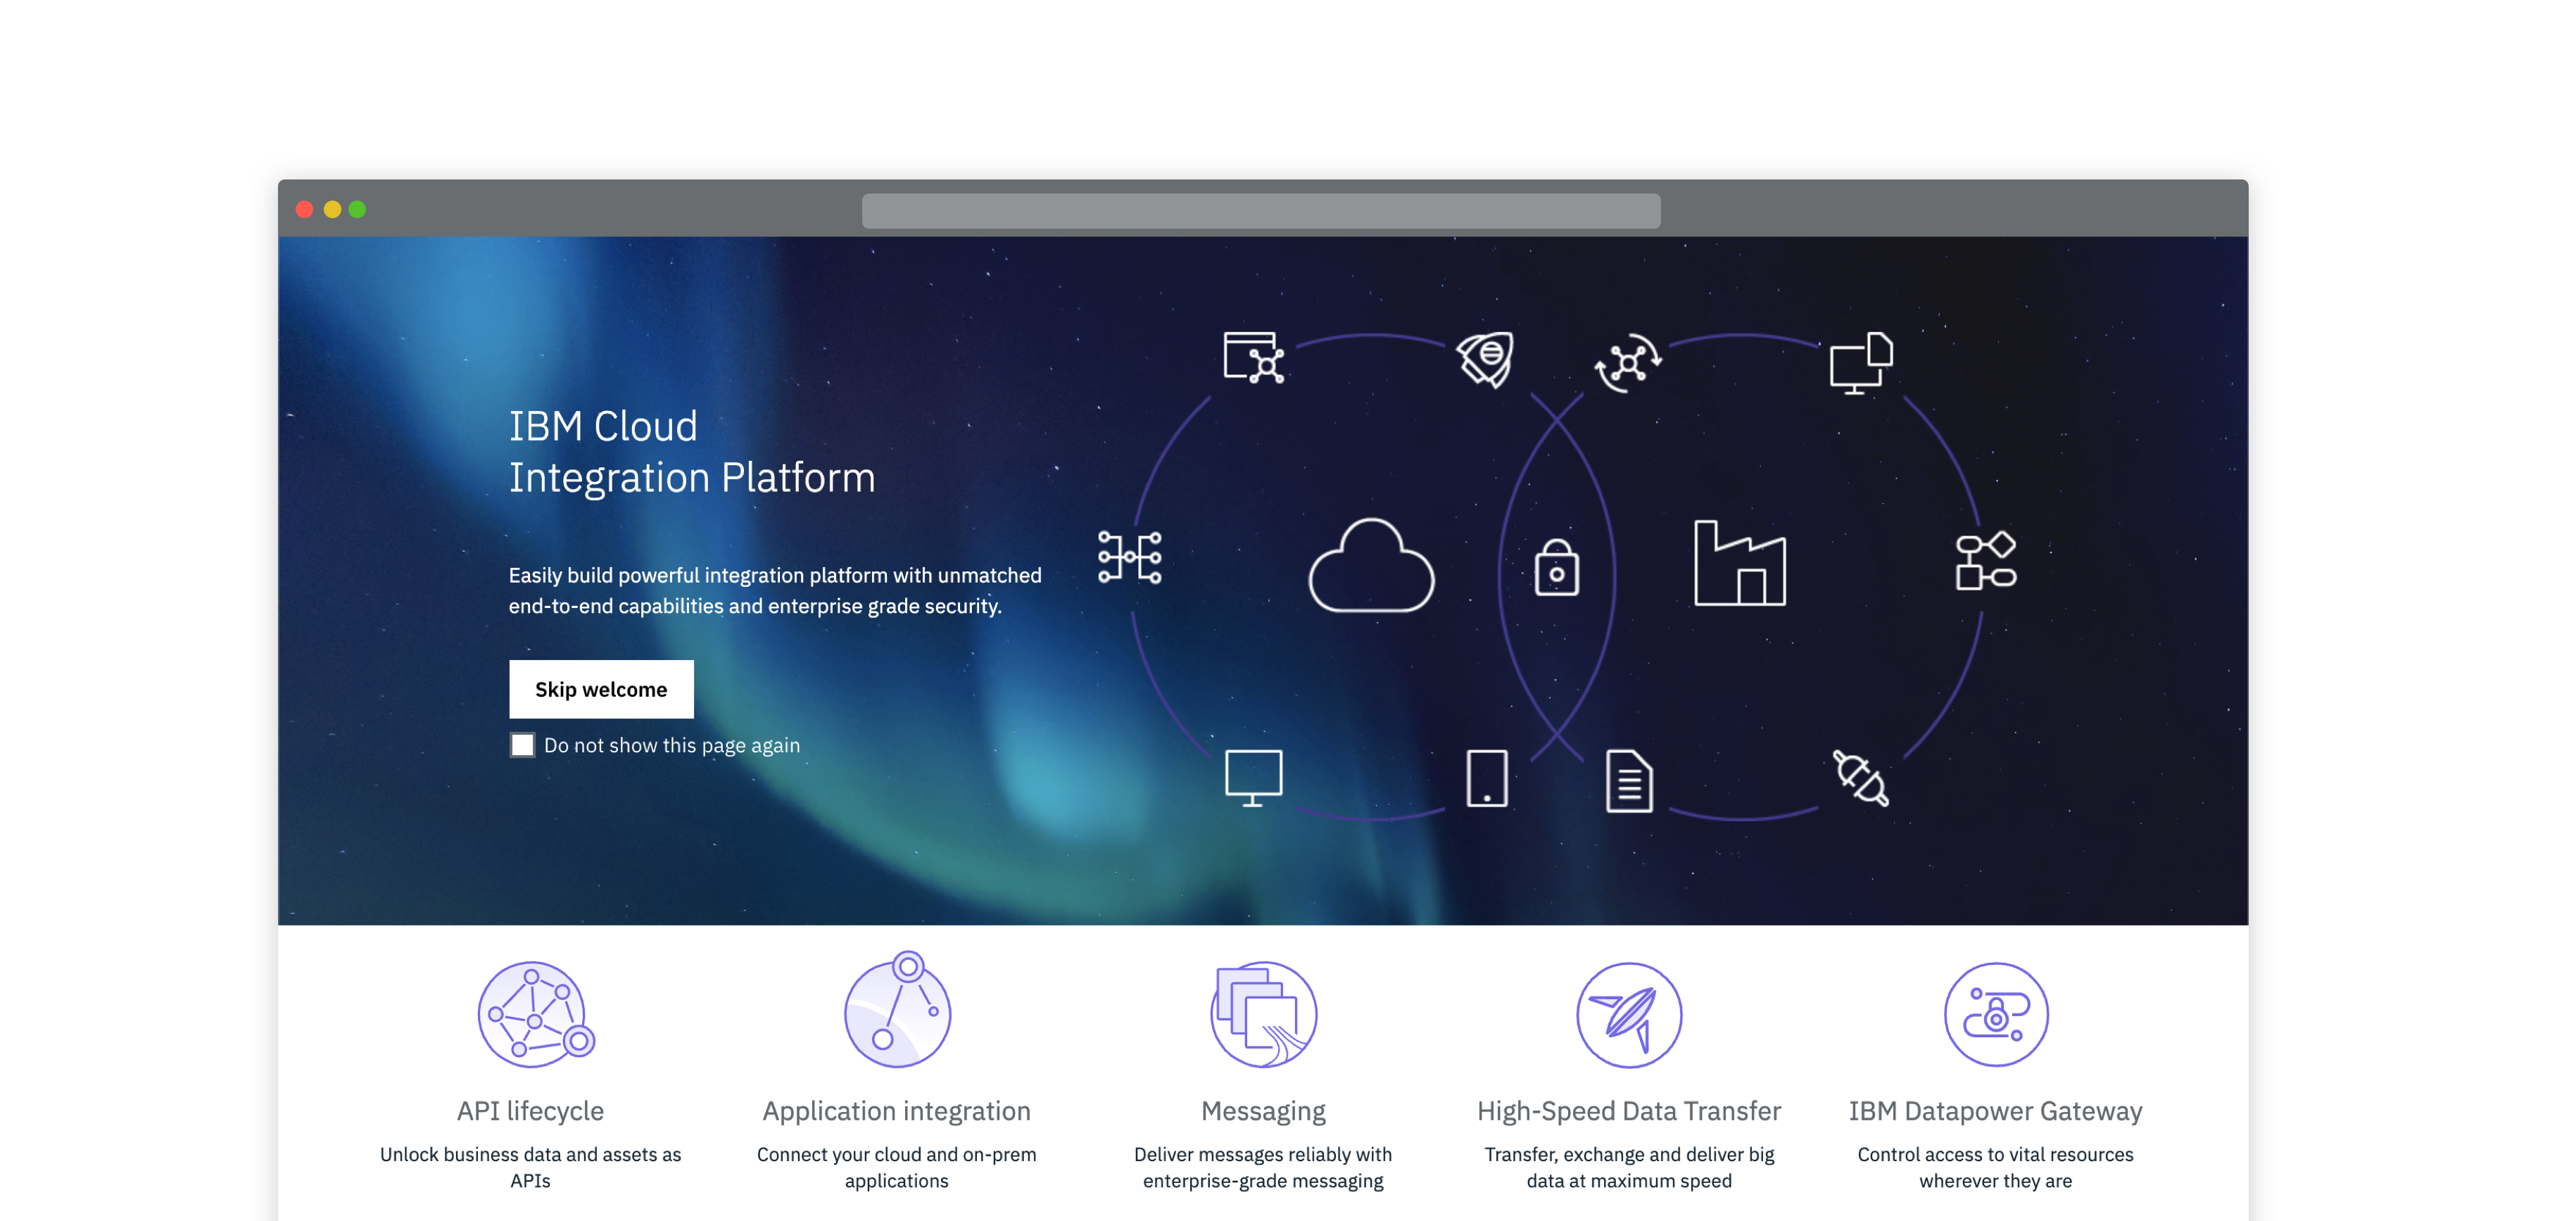 IBM Cloud
Integration Platform
Easily build powerful integration platform with unmatched
end-to-end capabilities and enterprise grade security.
Skip welcome
Do not show this page again
API lifecycle
Unlock business data and assets as
APIs
Application integration
Connect your cloud and on-prem
applications
Messaging
Deliver messages reliably with
enterprise-grade messaging
High-Speed Data Transfer
Transfer, exchange and deliver big
data at maximum speed
IBM Datapower Gateway
Control access to vital resources
wherever they are